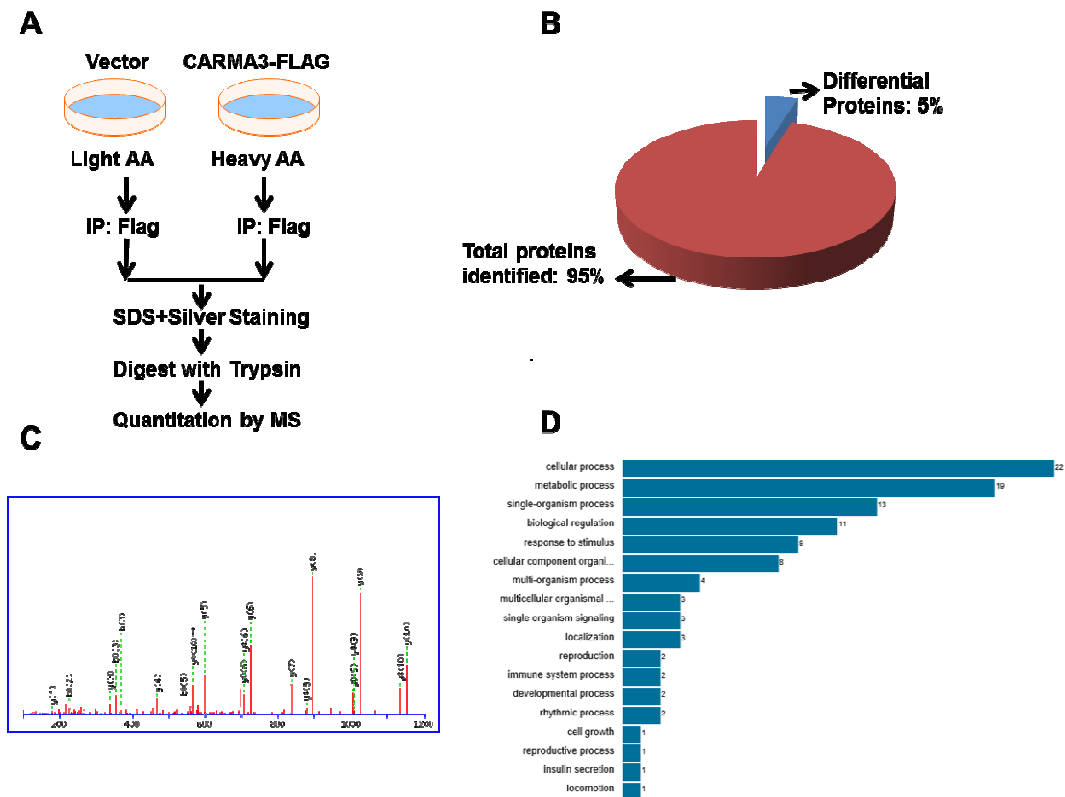 A
Vector
CARMA3-FLAG
Light AA
Heavy AA
IP: Flag
IP: Flag
SDS+Silver Staining
Digest with Trypsin
Quantitation by MS
B
Differential
Proteins: 5%
Total proteins
identified: 95%
C
200
400
600
800
1000
1200
D
cellular process 22
metabolic process 19
single-organism process 13
biological regulation 11
response to stimulus 9
cellular component organi... 8
multi-organism process 4
multicellular organismal ... 3
single organism signaling 3
localization 3
reproduction 2
immune system process 2
developmental process 2
rhythmic process 2
cell growth 1
reproductive process 1
insulin secretion 1
locomotion 1